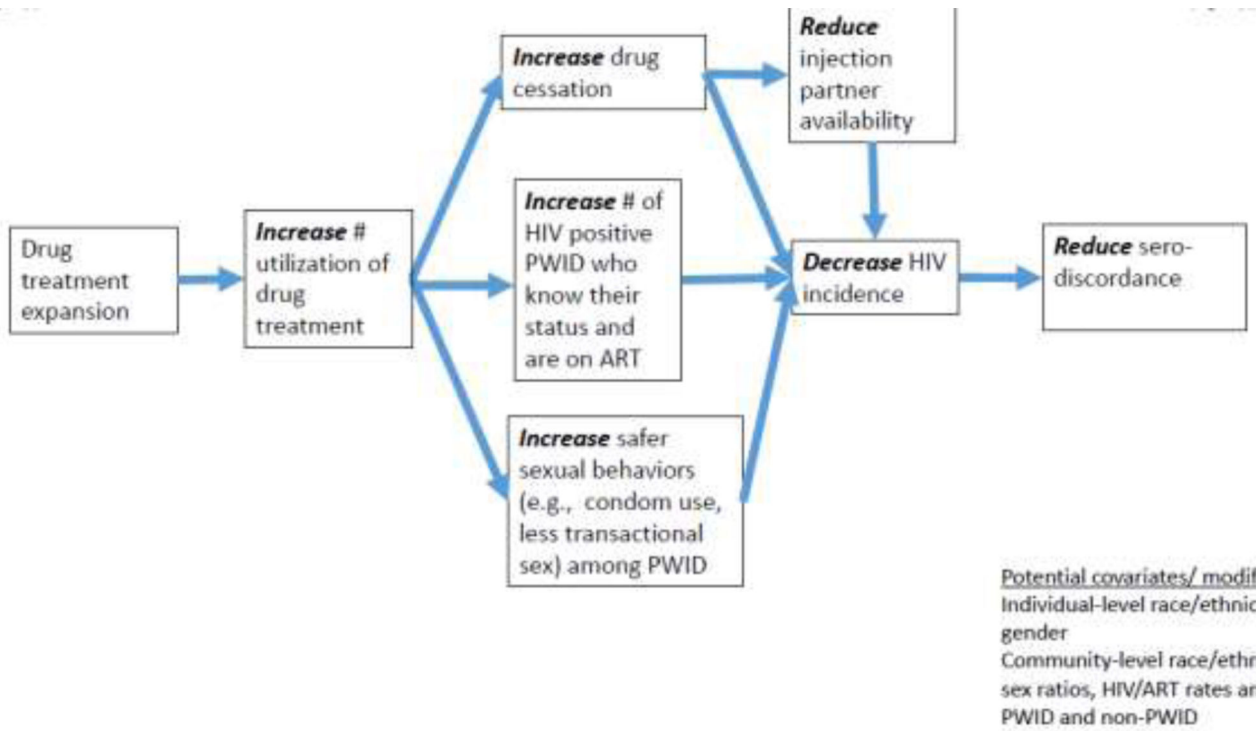 Drug
treatment
expansion
Increase #
utilization of
drug
treatment
Increase drug
cessation
Increase # of
HIV positive
PWID who
know their
status and
are on ART
Increase safer
sexual behaviors
(e.g., condom use,
less transactional
sex) among PWID
Reduce
injection
partner
availability
Decrease HIV
incidence
Reduce sero-
discordance
Potential covariates/
Individual-level
gender
Community-level
sex ratios, HIV/ART rates
PWID and non-PWID